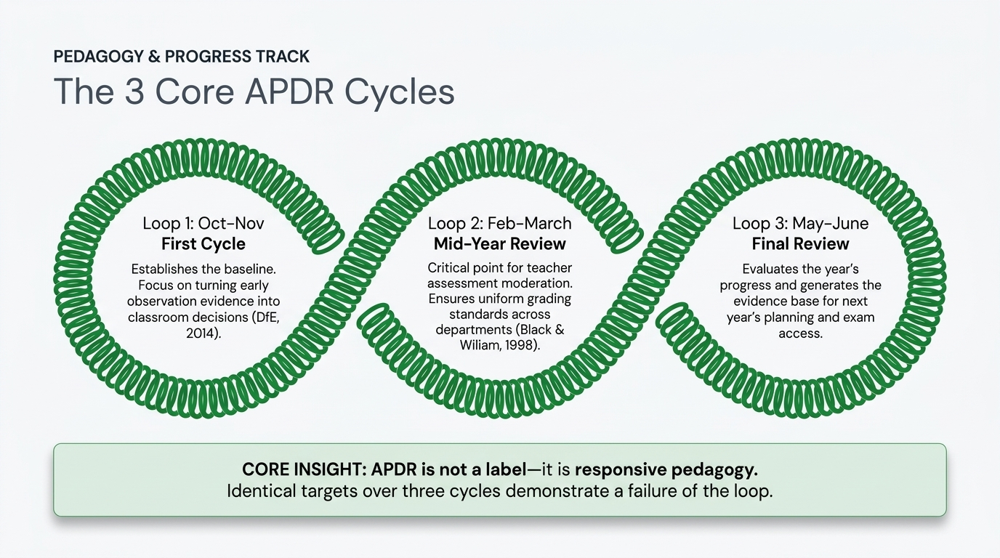 PEDAGOGY & PROGRESS TRACK
The 3 Core APDR Cycles
Loop 1: Oct–Nov
First Cycle
Establishes the baseline.
Focus on turning early
observation evidence into
classroom decisions (DfE,
2014).
Loop 2: Feb–March
Mid-Year Review
Critical point for teacher
assessment moderation.
Ensures uniform grading
standards across
departments (Black &
Wiliam, 1998).
Loop 3: May–June
Final Review
Evaluates the year’s
progress and generates the
evidence base for next
year’s planning and exam
access.
CORE INSIGHT: APDR is not a label—it is responsive pedagogy.
Identical targets over three cycles demonstrate a failure of the loop.